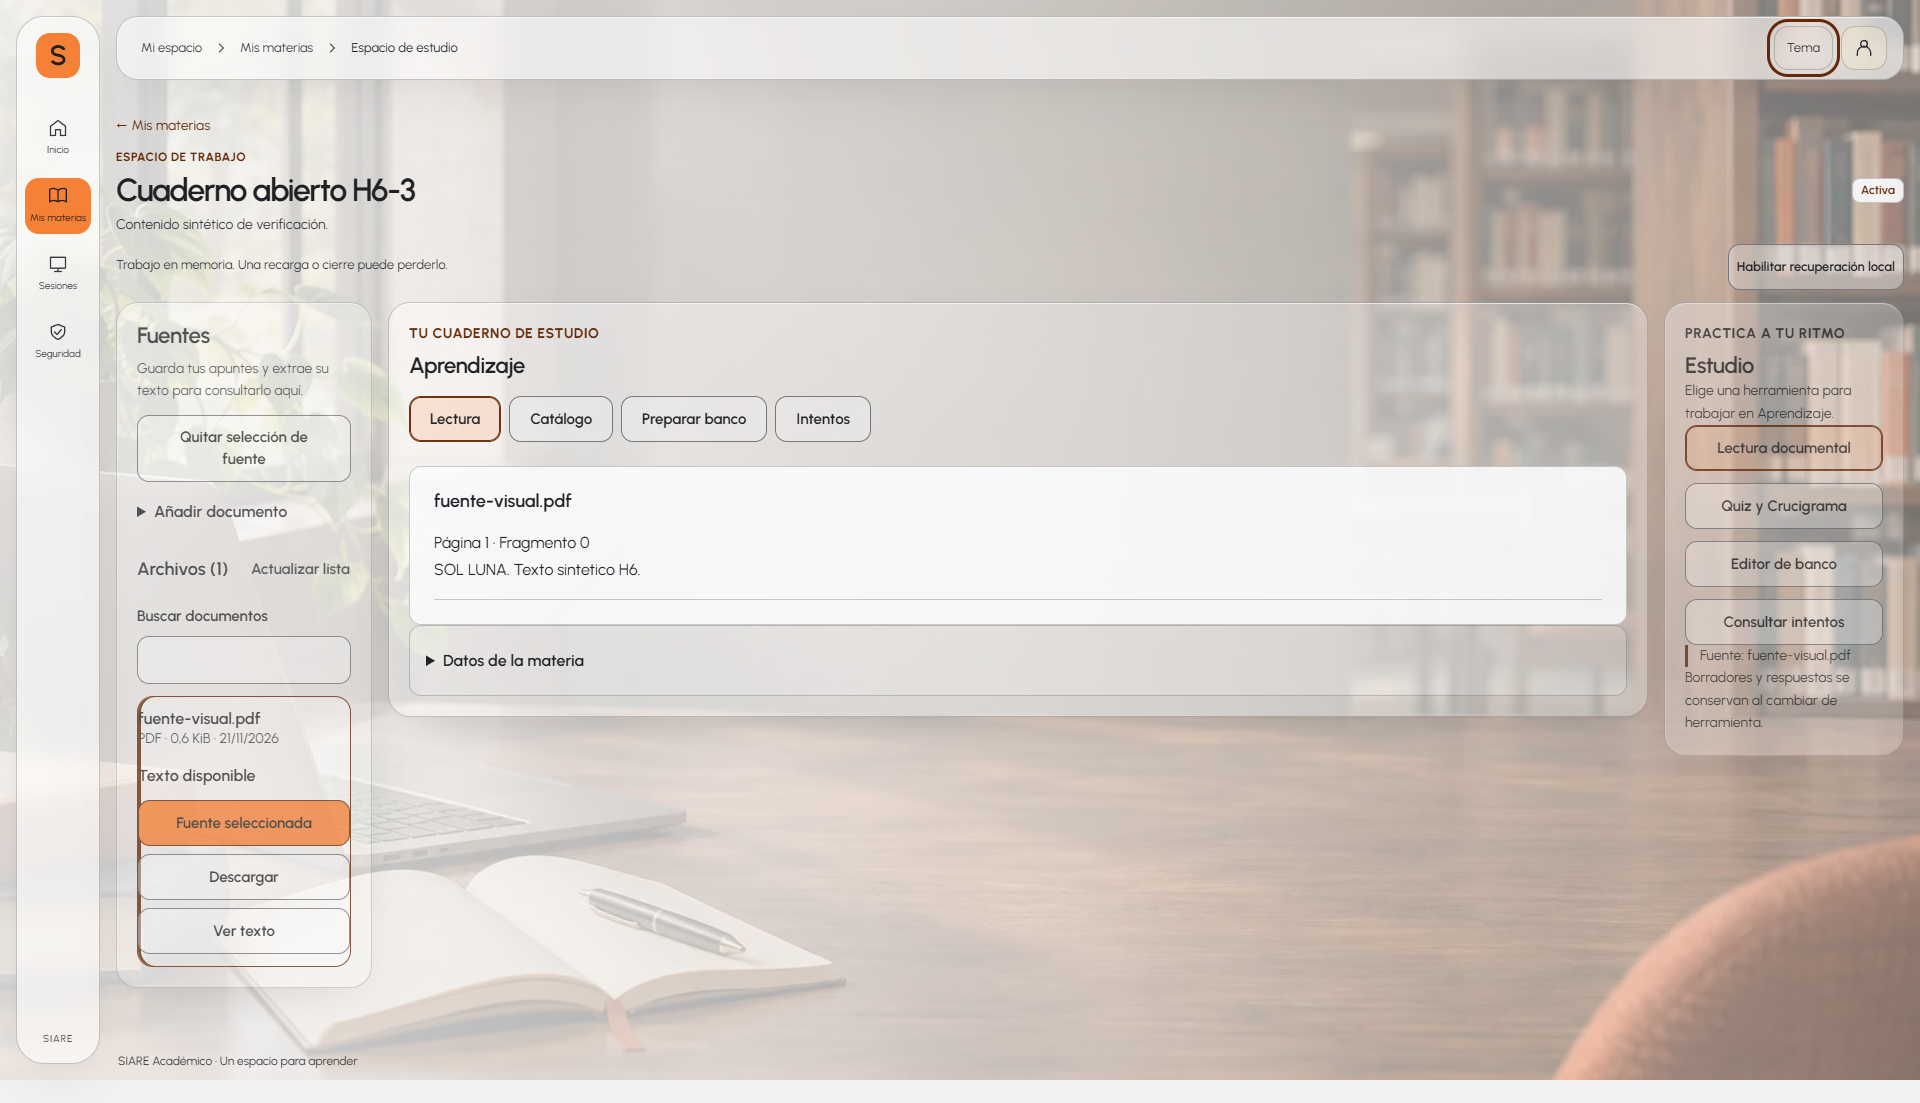 S
Inicio
Mis materias
Sesiones
Seguridad
SIARE
Mi espacio > Mis materias > Espacio de estudio
Tema
← Mis materias
ESPACIO DE TRABAJO
Cuaderno abierto H6-3
Activa
Contenido sintético de verificación.
Trabajo en memoria. Una recarga o cierre puede perderlo.
Habilitar recuperación local
Fuentes
Guarda tus apuntes y extrae su
texto para consultarlo aquí.
Quitar selección de
fuente
Añadir documento
Archivos (1)
Actualizar lista
Buscar documentos
fuente-visual.pdf
PDF · 0,6 KiB · 21/11/2026
Texto disponible
Fuente seleccionada
Descargar
Ver texto
TU CUADERNO DE ESTUDIO
Aprendizaje
Lectura
Catálogo
Preparar banco
Intentos
fuente-visual.pdf
Página 1 · Fragmento 0
SOL LUNA. Texto sintetico H6.
Datos de la materia
PRACTICA A TU RITMO
Estudio
Elige una herramienta para
trabajar en Aprendizaje.
Lectura documental
Quiz y Crucigrama
Editor de banco
Consultar intentos
Fuente: fuente-visual.pdf
Borradores y respuestas se
conservan al cambiar de
herramienta.
SIARE Académico · Un espacio para aprender